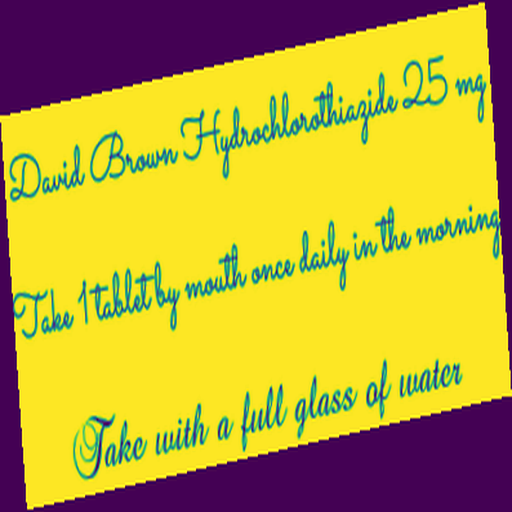 David Brown Hydrochlorothiazide 25 mg
Take 1 tablet by mouth once daily in the morning
Take with a full glass of water